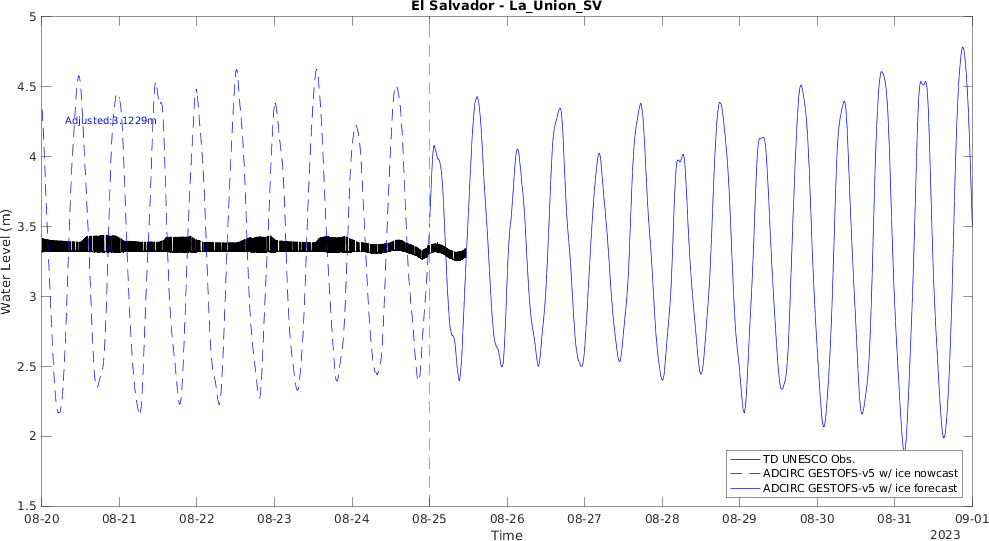 El Salvador - La_Union_SV
Water Level (m)
5
4.5
4
3.5
3
2.5
2
1.5
Adjusted:3.1229m
TD UNESCO Obs.
ADCIRC GESTOFS-v5 w/ ice nowcast
ADCIRC GESTOFS-v5 w/ ice forecast
08-20 08-21 08-22 08-23 08-24 08-25 08-26 08-27 08-28 08-29 08-30 08-31 09-01
Time
2023